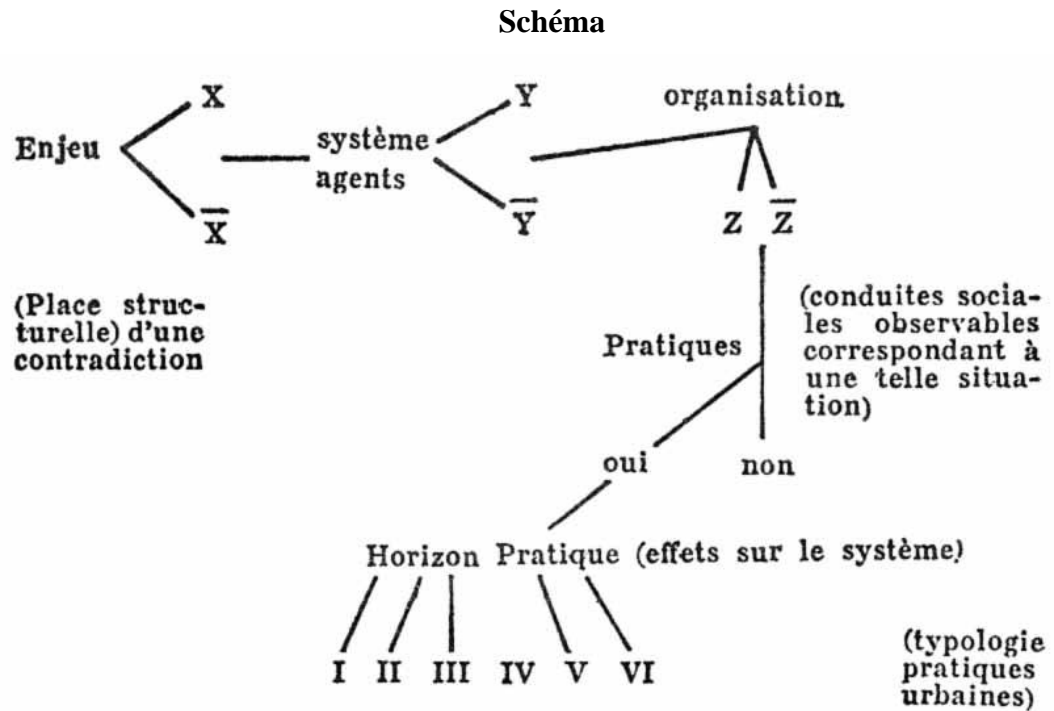 Schéma
X Y organisation
Enjeu système
agents
X̅ Y̅ Z Z̅
(Place struc-
turelle) d'une
contradiction
(conduites socia-
les observables
correspondant à
une telle situa-
tion)
Pratiques
oui non
Horizon Pratique (effets sur le système)
I II III IV V VI
(typologie
pratiques
urbaines)